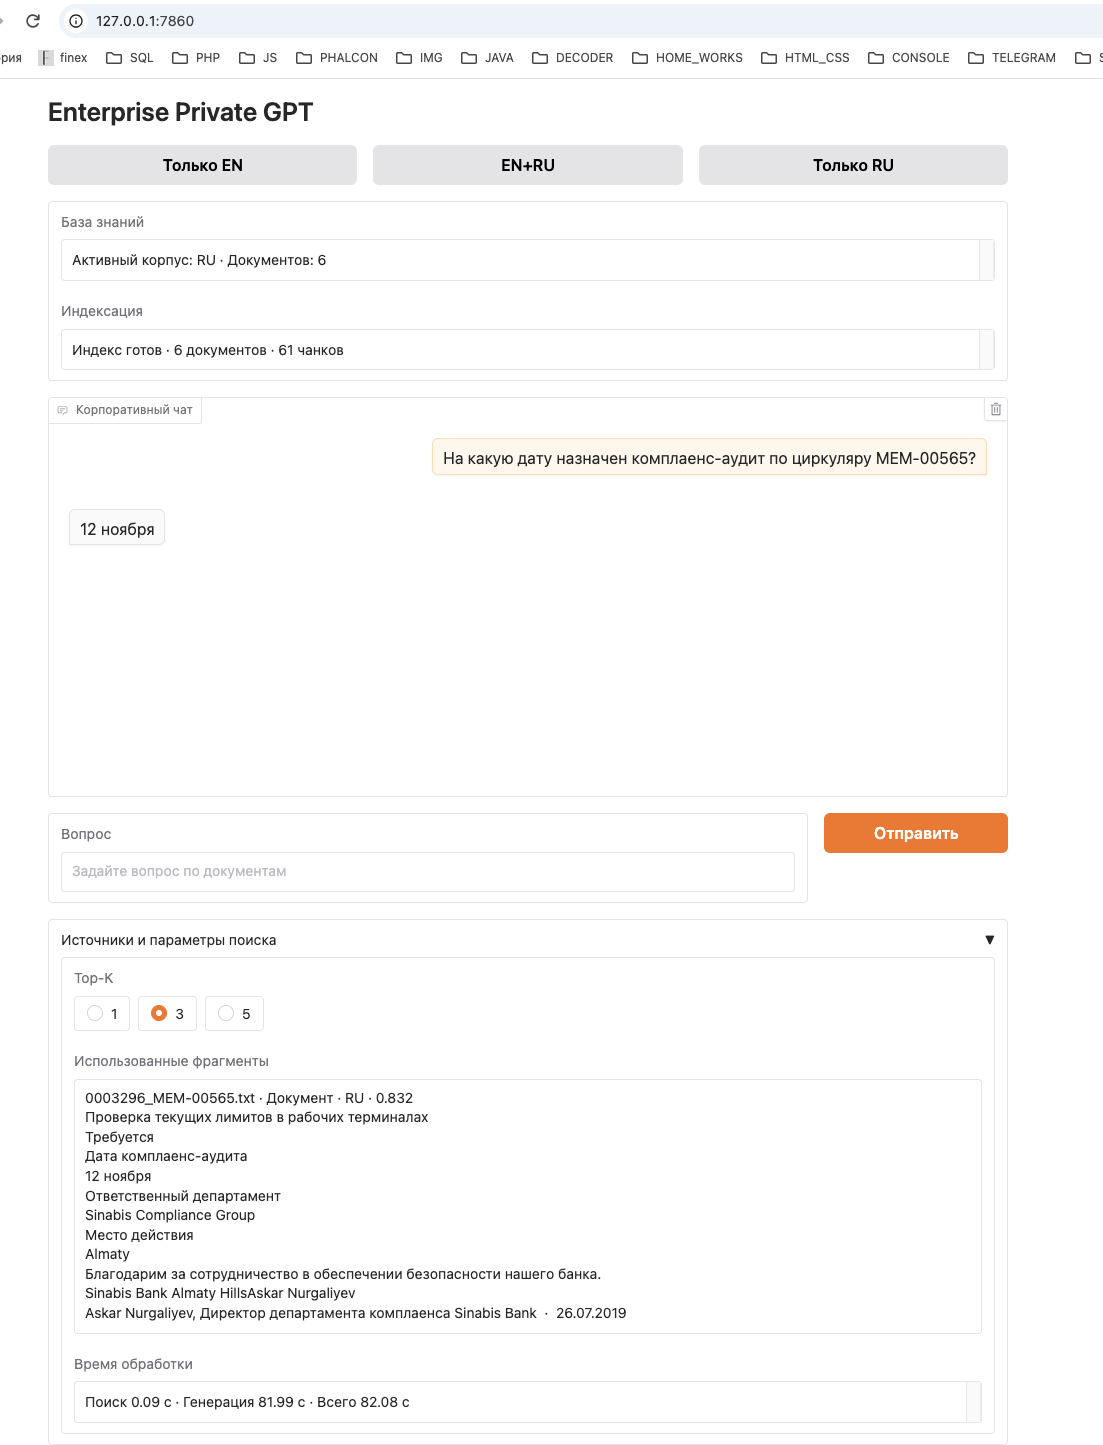 127.0.0.1:7860
рия finex SQL PHP JS PHALCON IMG JAVA DECODER HOME_WORKS HTML_CSS CONSOLE TELEGRAM S
Enterprise Private GPT
Только EN
EN+RU
Только RU
База знаний
Активный корпус: RU · Документов: 6
Индексация
Индекс готов · 6 документов · 61 чанков
Корпоративный чат
На какую дату назначен комплаенс-аудит по циркуляру MEM-00565?
12 ноября
Вопрос
Задайте вопрос по документам
Отправить
Источники и параметры поиска
Top-K
1 3 5
Использованные фрагменты
0003296_MEM-00565.txt · Документ · RU · 0.832
Проверка текущих лимитов в рабочих терминалах
Требуется
Дата комплаенс-аудита
12 ноября
Ответственный департамент
Sinabis Compliance Group
Место действия
Almaty
Благодарим за сотрудничество в обеспечении безопасности нашего банка.
Sinabis Bank Almaty HillsAskar Nurgaliyev
Askar Nurgaliyev, Директор департамента комплаенса Sinabis Bank · 26.07.2019
Время обработки
Поиск 0.09 с · Генерация 81.99 с · Всего 82.08 с